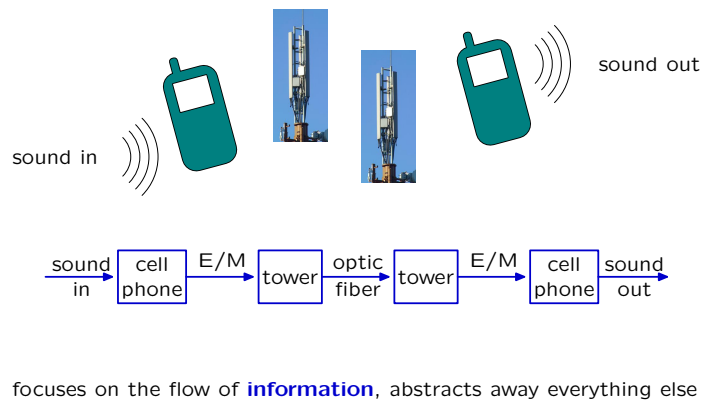 sound out
sound in
sound in
cell phone
E/M
tower
optic fiber
tower
E/M
cell phone
sound out
focuses on the flow of information, abstracts away everything else